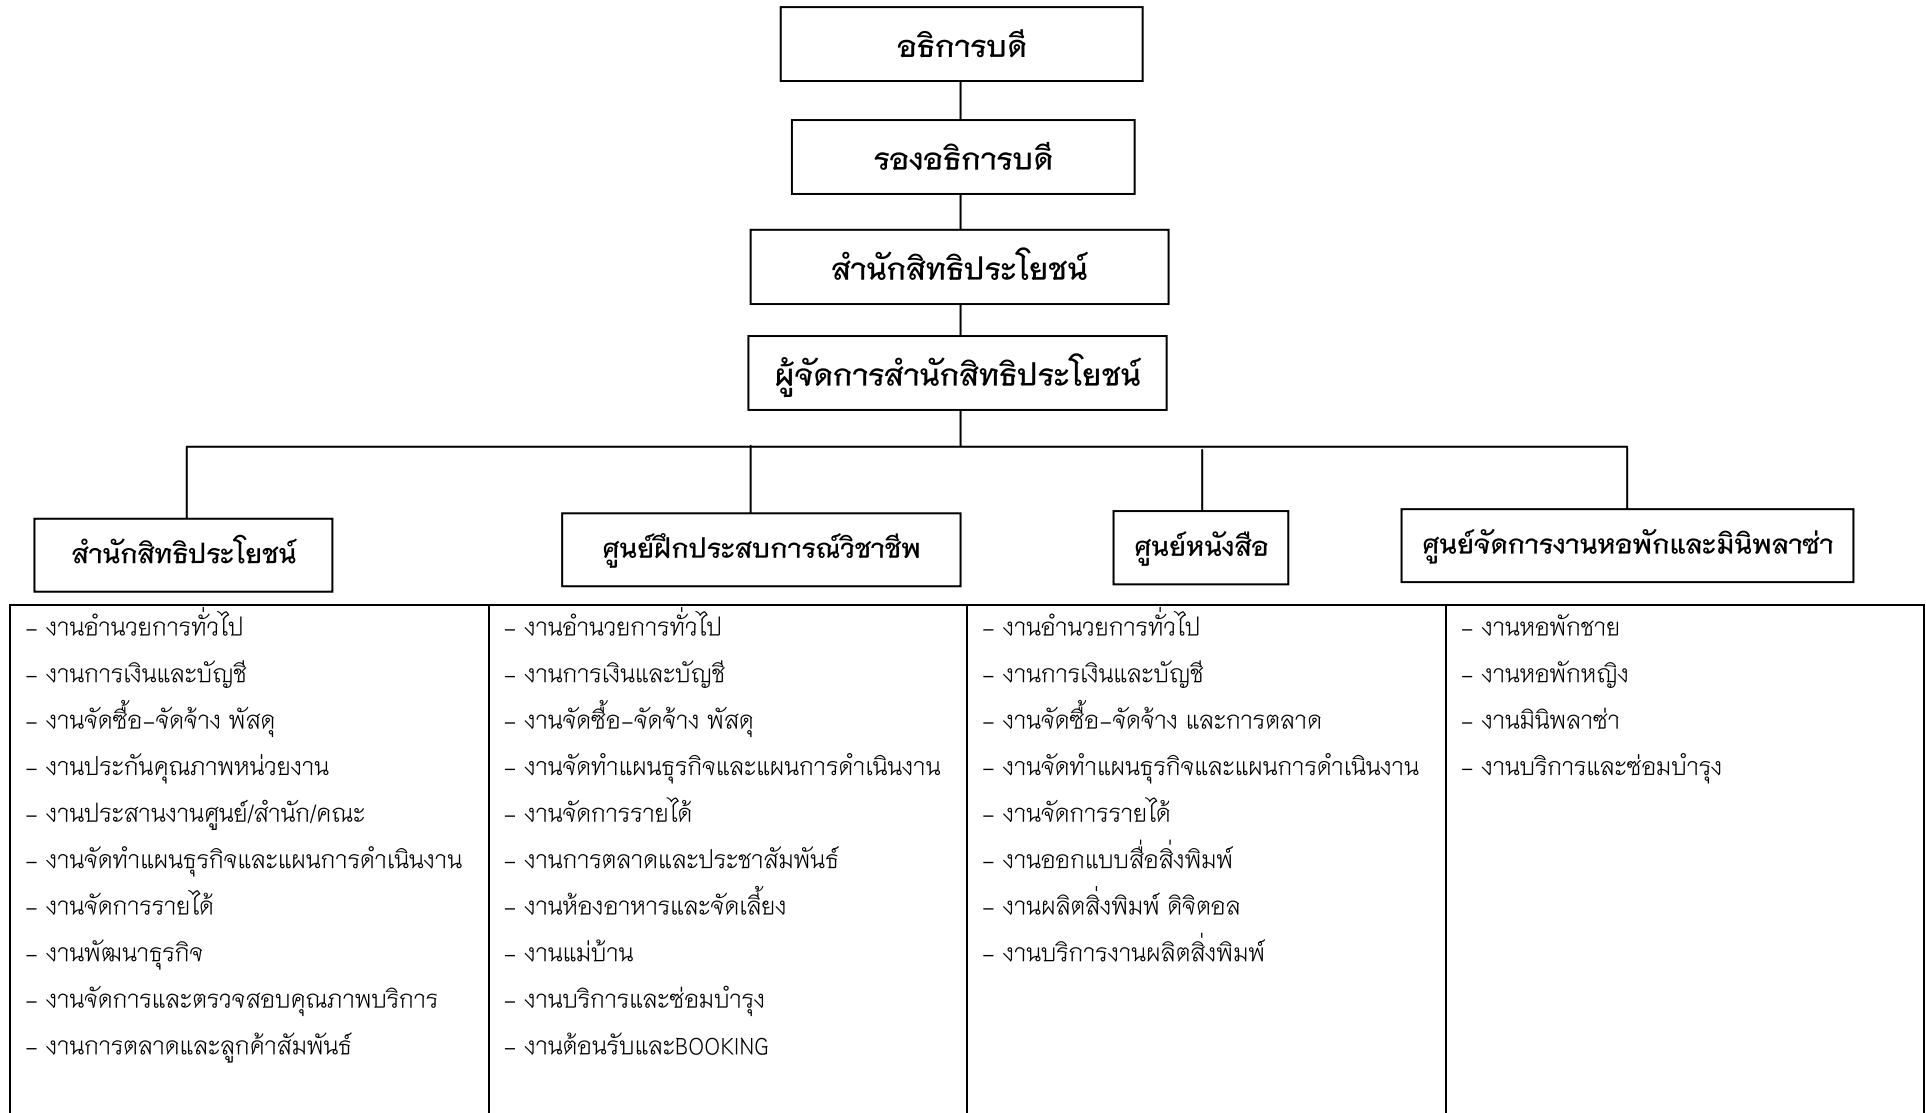 อธิการบดี
รองอธิการบดี
สำนักสิทธิประโยชน์
ผู้จัดการสำนักสิทธิประโยชน์
สำนักสิทธิประโยชน์
ศูนย์ฝึกประสบการณ์วิชาชีพ
ศูนย์หนังสือ
ศูนย์จัดการงานหอพักและมินิพลาซ่า
- งานอำนวยการทั่วไป
- งานการเงินและบัญชี
- งานจัดซื้อ-จัดจ้าง พัสดุ
- งานประกันคุณภาพหน่วยงาน
- งานประสานงานศูนย์/สำนัก/คณะ
- งานจัดทำแผนธุรกิจและแผนการดำเนินงาน
- งานจัดการรายได้
- งานพัฒนาธุรกิจ
- งานจัดการและตรวจสอบคุณภาพบริการ
- งานการตลาดและลูกค้าสัมพันธ์
- งานอำนวยการทั่วไป
- งานการเงินและบัญชี
- งานจัดซื้อ-จัดจ้าง พัสดุ
- งานจัดทำแผนธุรกิจและแผนการดำเนินงาน
- งานจัดการรายได้
- งานการตลาดและประชาสัมพันธ์
- งานห้องอาหารและจัดเลี้ยง
- งานแม่บ้าน
- งานบริการและซ่อมบำรุง
- งานต้อนรับและBOOKING
- งานอำนวยการทั่วไป
- งานการเงินและบัญชี
- งานจัดซื้อ-จัดจ้าง และการตลาด
- งานจัดทำแผนธุรกิจและแผนการดำเนินงาน
- งานจัดการรายได้
- งานออกแบบสื่อสิ่งพิมพ์
- งานผลิตสิ่งพิมพ์ ดิจิตอล
- งานบริการงานผลิตสิ่งพิมพ์
- งานหอพักชาย
- งานหอพักหญิง
- งานมินิพลาซ่า
- งานบริการและซ่อมบำรุง